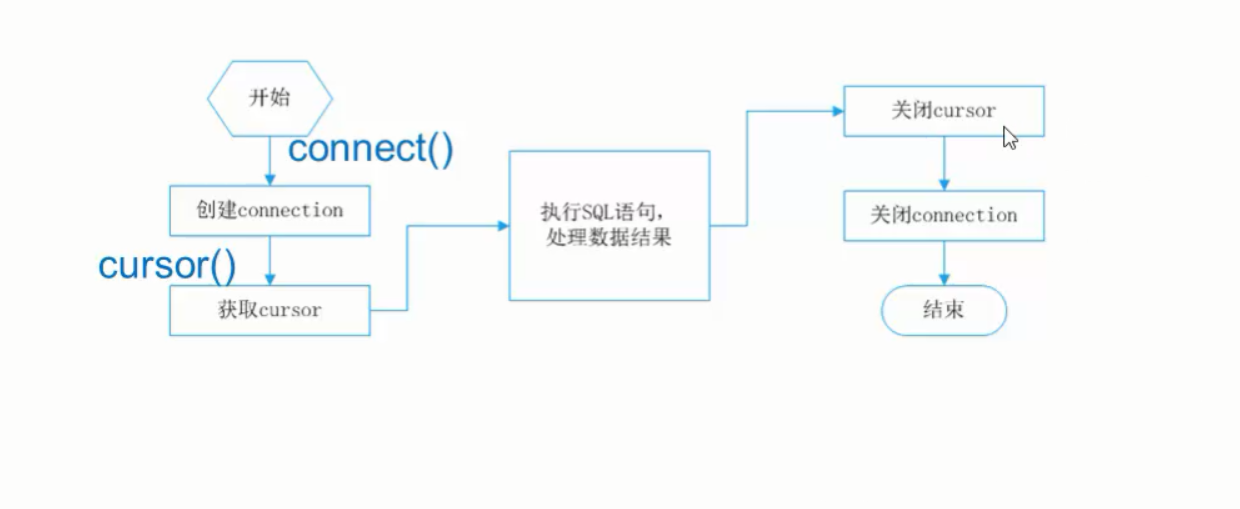 开始
connect()
创建connection
cursor()
获取cursor
执行SQL语句，
处理数据结果
关闭cursor
关闭connection
结束